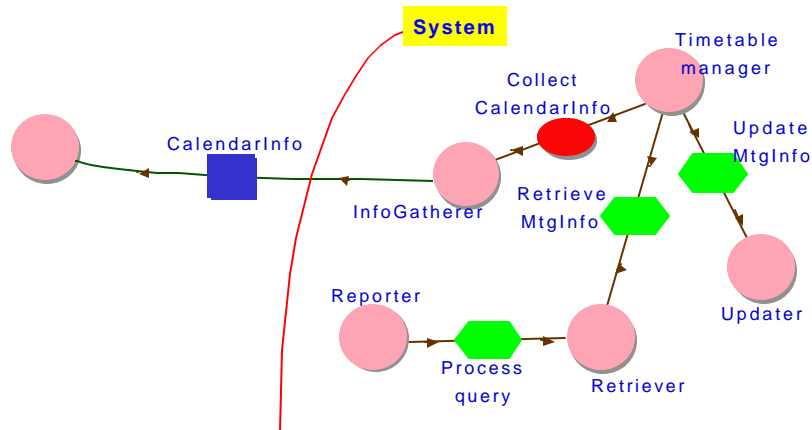 System
Timetable
manager
Collect
CalendarInfo
Update
MtgInfo
CalendarInfo
InfoGatherer
Retrieve
MtgInfo
Reporter
Updater
Process
query
Retriever